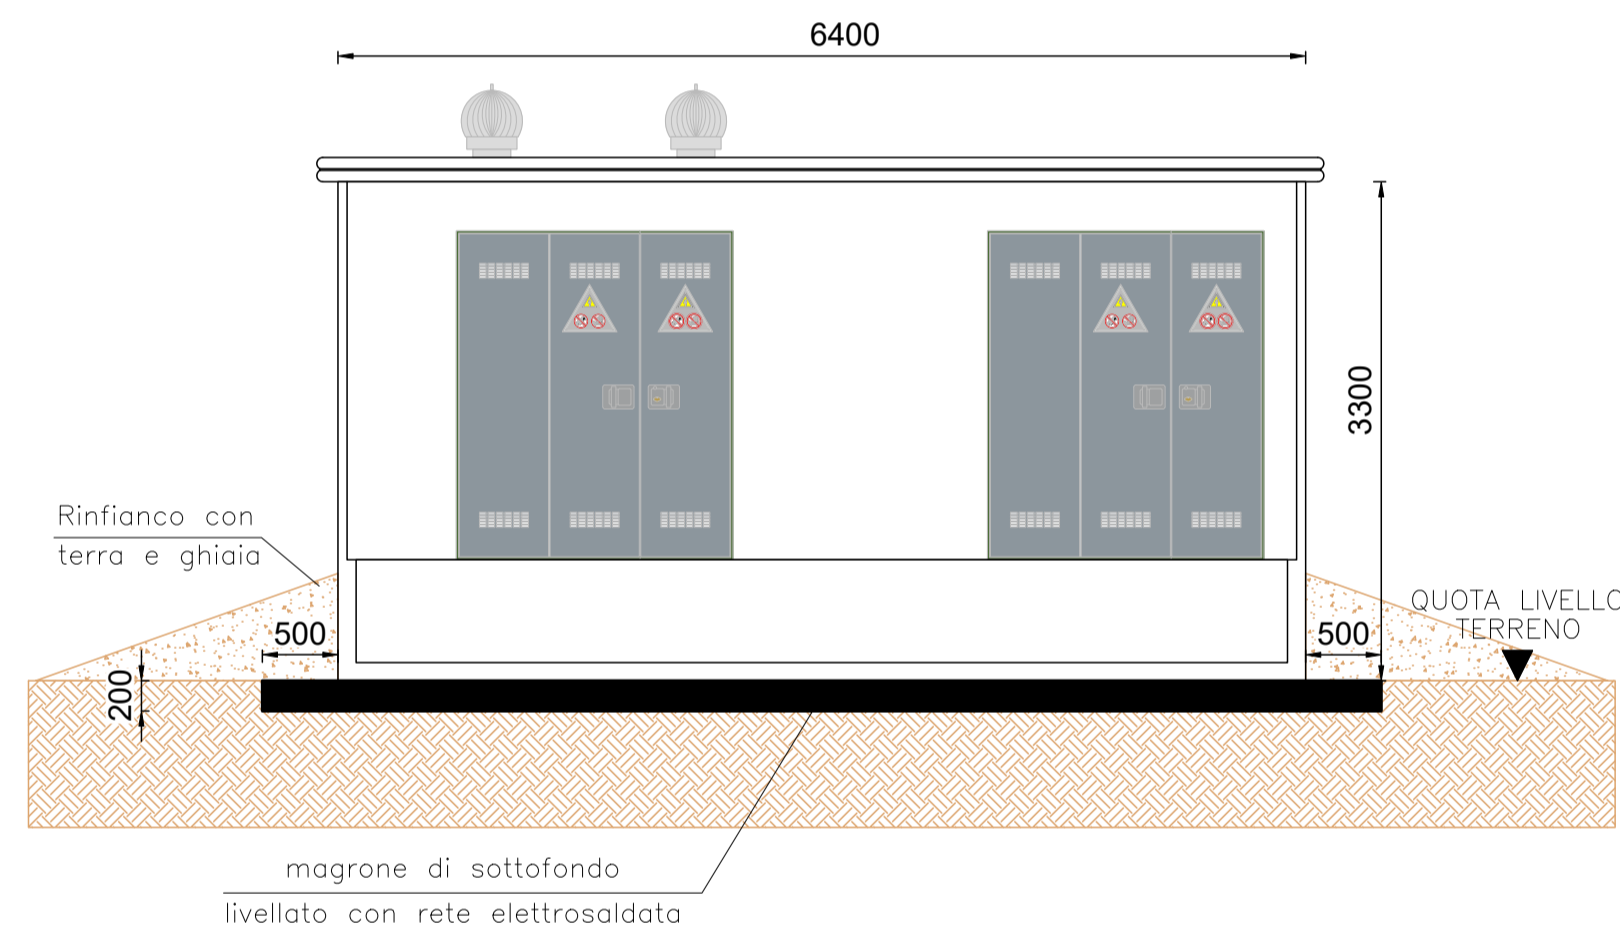 6400
3300
Rinfianco con
terra e ghiaia
500
200
QUOTA LIVELLO
TERRENO
500
magrone di sottofondo
livellato con rete elettrosaldata